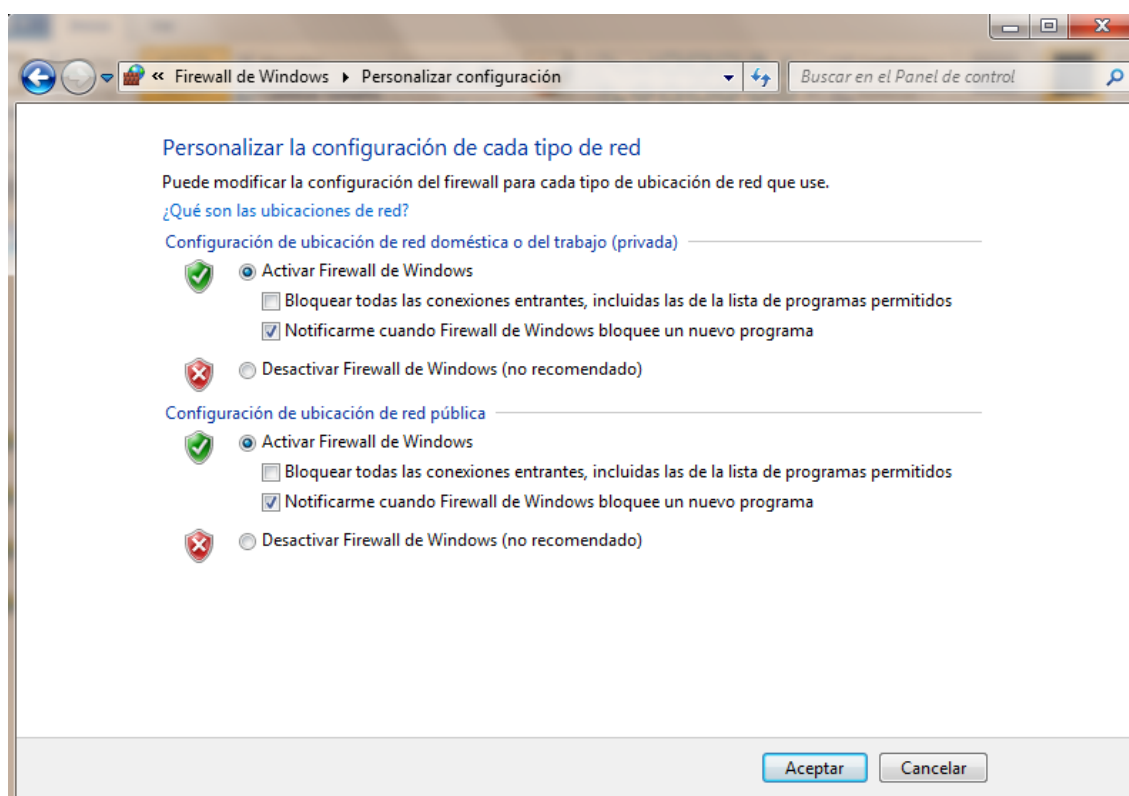 « Firewall de Windows ▸ Personalizar configuración
Buscar en el Panel de control
Personalizar la configuración de cada tipo de red
Puede modificar la configuración del firewall para cada tipo de ubicación de red que use.
¿Qué son las ubicaciones de red?
Configuración de ubicación de red doméstica o del trabajo (privada)
Activar Firewall de Windows
Bloquear todas las conexiones entrantes, incluidas las de la lista de programas permitidos
Notificarme cuando Firewall de Windows bloquee un nuevo programa
Desactivar Firewall de Windows (no recomendado)
Configuración de ubicación de red pública
Activar Firewall de Windows
Bloquear todas las conexiones entrantes, incluidas las de la lista de programas permitidos
Notificarme cuando Firewall de Windows bloquee un nuevo programa
Desactivar Firewall de Windows (no recomendado)
Aceptar Cancelar